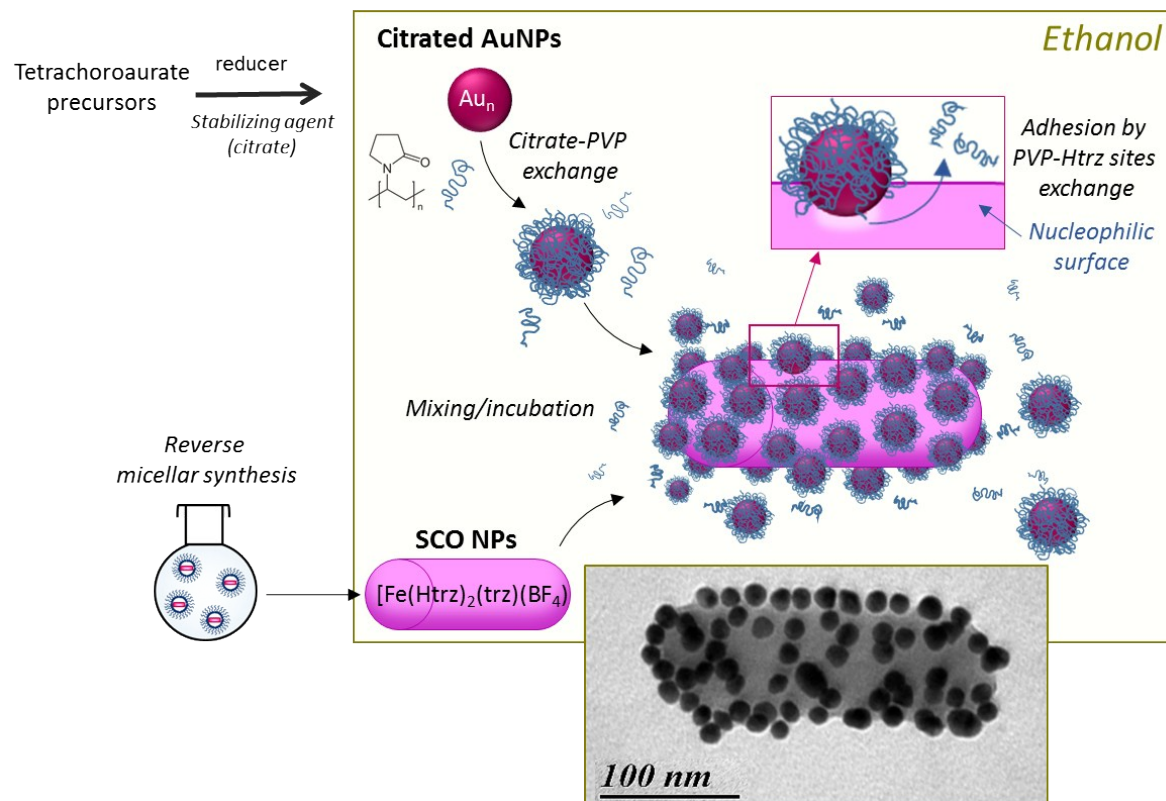 Citrated AuNPs
Ethanol
Tetrachoroaurate
precursors
reducer
Stabilizing agent
(citrate)
Auₙ
Citrate-PVP
exchange
N
O
n
Adhesion by
PVP-Htrz sites
exchange
Nucleophilic
surface
Mixing/incubation
Reverse
micellar synthesis
SCO NPs
[Fe(Htrz)₂(trz)(BF₄)
100 nm